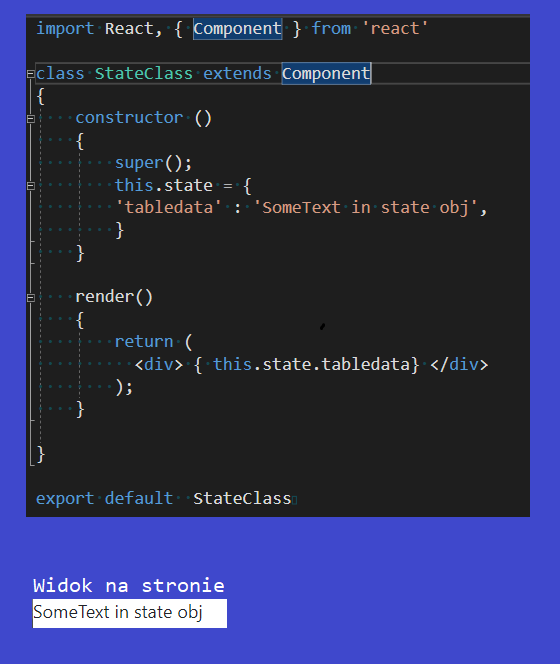 import React, { Component } from 'react'
class StateClass extends Component
{
constructor ()
{
super();
this.state = {
'tabledata' : 'SomeText in state obj',
}
}
render()
{
return (
<div> { this.state.tabledata} </div>
);
}
}
export default  StateClass
Widok na stronie
SomeText in state obj